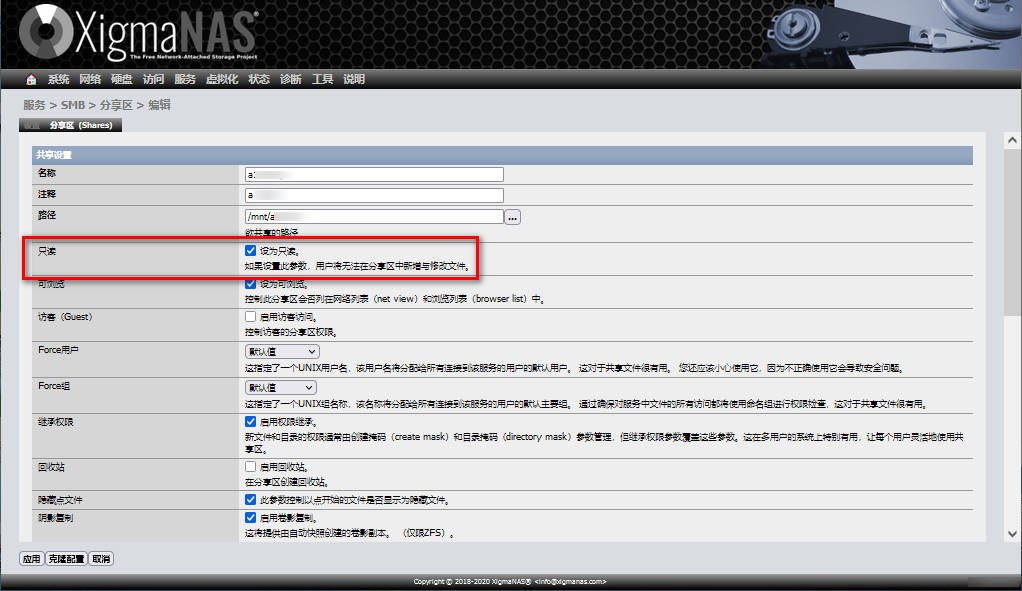 XigmaNAS®
The Free Network-Attached Storage Project
系统 网络 硬盘 访问 服务 虚拟化 状态 诊断 工具 说明
服务 > SMB > 分享区 > 编辑
设置 分享区 (Shares)
共享设置
名称
注释
路径 /mnt/a ...
欲共享的路径
只读 设为只读。
如果设置此参数，用户将无法在分享区中新增与修改文件。
可浏览 设为可浏览。
控制此分享区会否列在网络列表（net view）和浏览列表（browser list）中。
访客（Guest） 启用访客访问。
控制访客的分享区权限。
Force用户 默认值
这指定了一个UNIX用户名，该用户名将分配给所有连接到该服务的用户的默认用户。 这对于共享文件很有用。 您还应该小心使用它，因为不正确使用它会导致安全问题。
Force组 默认值
这指定了一个UNIX组名称，该名称将分配给所有连接到该服务的用户的默认主要组。 通过确保对服务中文件的所有访问都将使用命名组进行权限检查，这对于共享文件很有用。
继承权限 启用权限继承。
新文件和目录的权限通常由创建掩码（create mask）和目录掩码（directory mask）参数管理，但继承权限参数覆盖这些参数。这在多用户的系统上特别有用，让每个用户灵活地使用共
享区。
回收站 启用回收站。
在分享区创建回收站。
隐藏点文件 此参数控制以点开始的文件是否显示为隐藏文件。
阴影复制 启用卷影复制。
这将提供由自动快照创建的卷影副本。（仅限ZFS）。
应用 克隆配置 取消
Copyright © 2018-2020 XigmaNAS® <info@xigmanas.com>